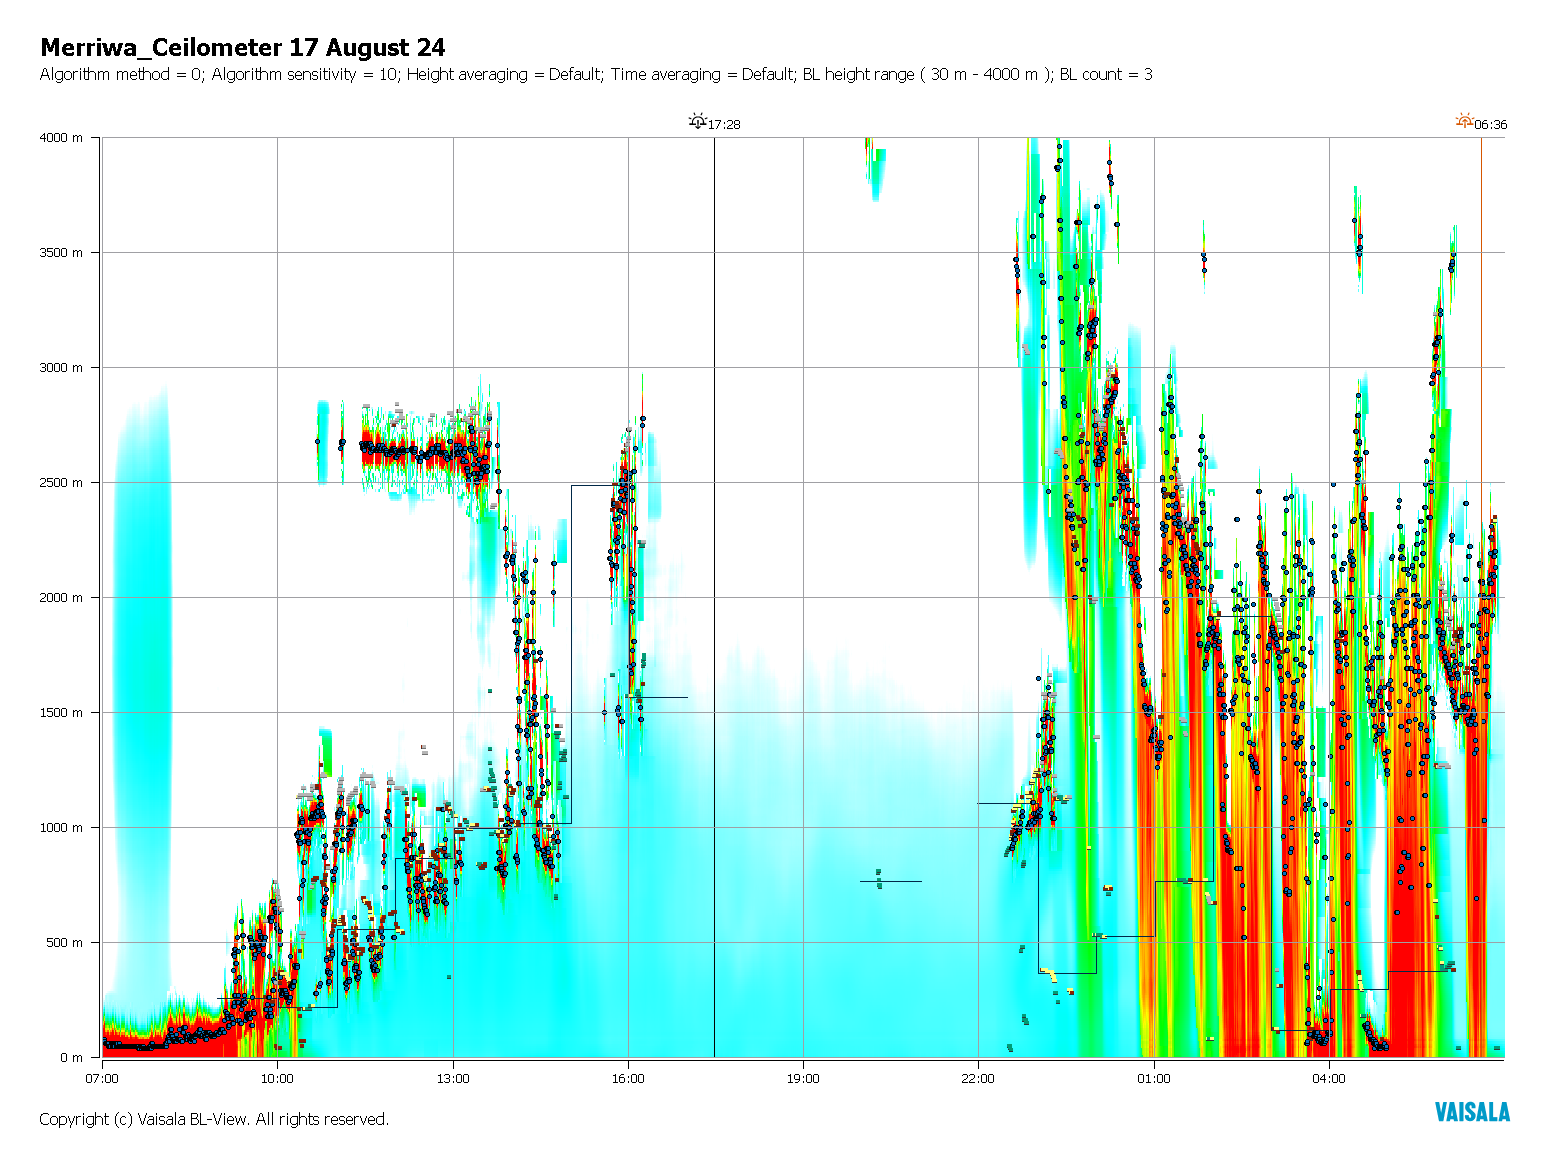 Merriwa_Ceilometer 17 August 24
Algorithm method = 0; Algorithm sensitivity = 10; Height averaging = Default; Time averaging = Default; BL height range ( 30 m - 4000 m ); BL count = 3
17:28
06:36
4000 m
3500 m
3000 m
2500 m
2000 m
1500 m
1000 m
500 m
0 m
07:00 10:00 13:00 16:00 19:00 22:00 01:00 04:00
Copyright (c) Vaisala BL-View. All rights reserved.
VAISALA